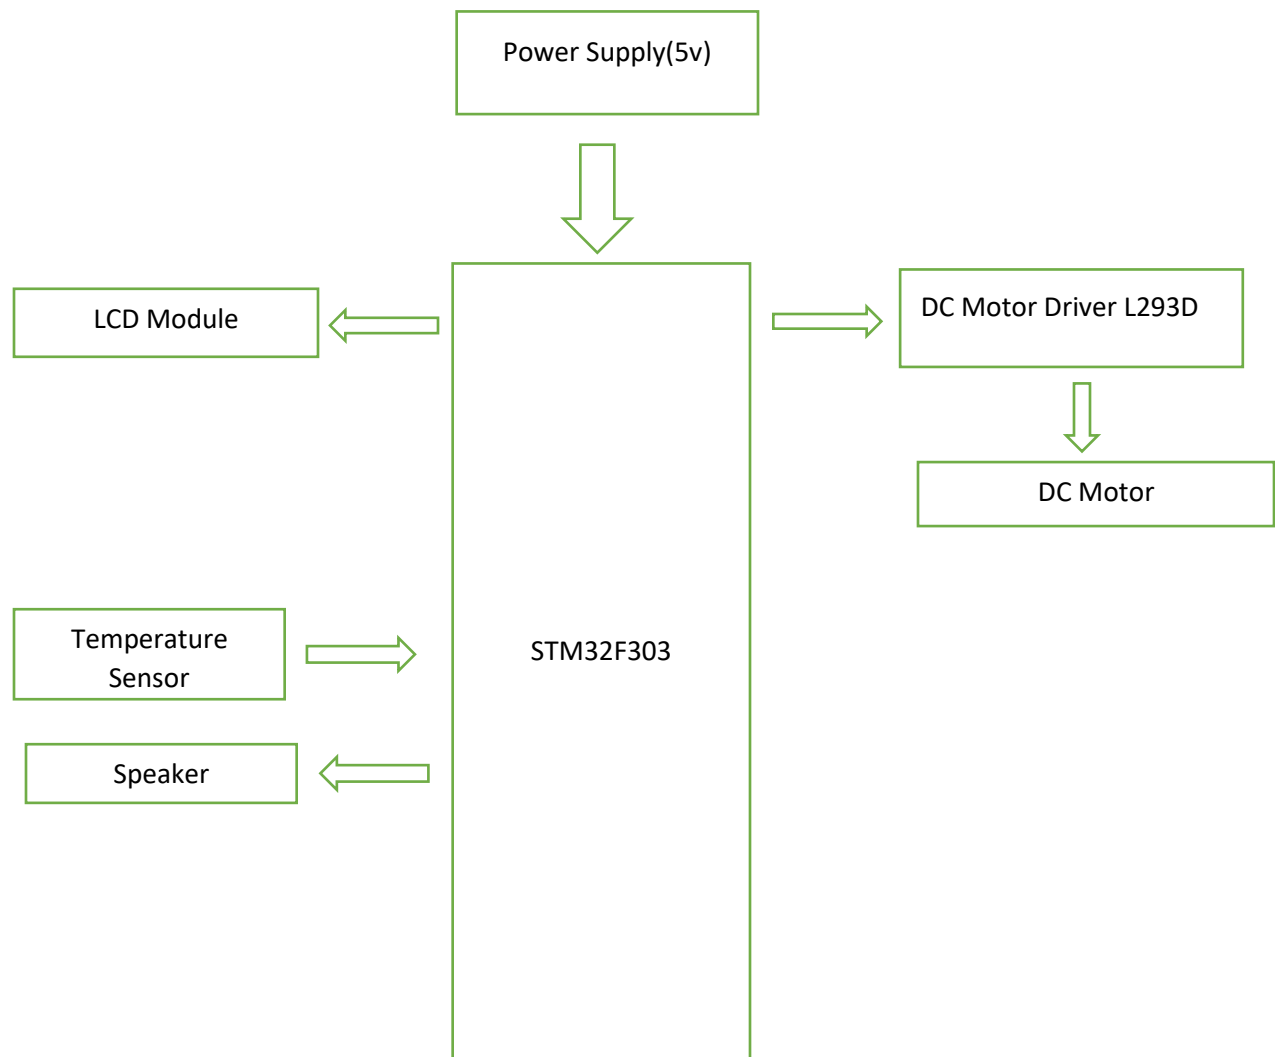 Power Supply(5v)
LCD Module
DC Motor Driver L293D
DC Motor
Temperature
Sensor
STM32F303
Speaker